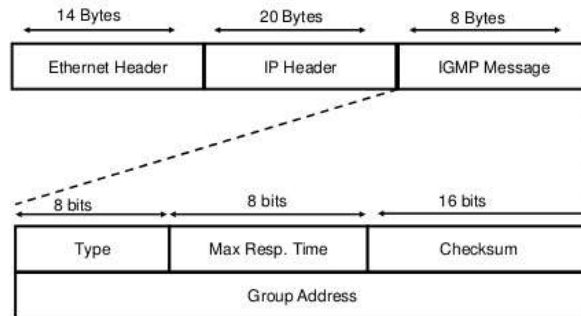 14 Bytes 20 Bytes 8 Bytes
Ethernet Header IP Header IGMP Message
8 bits 8 bits 16 bits
Type Max Resp. Time Checksum
Group Address